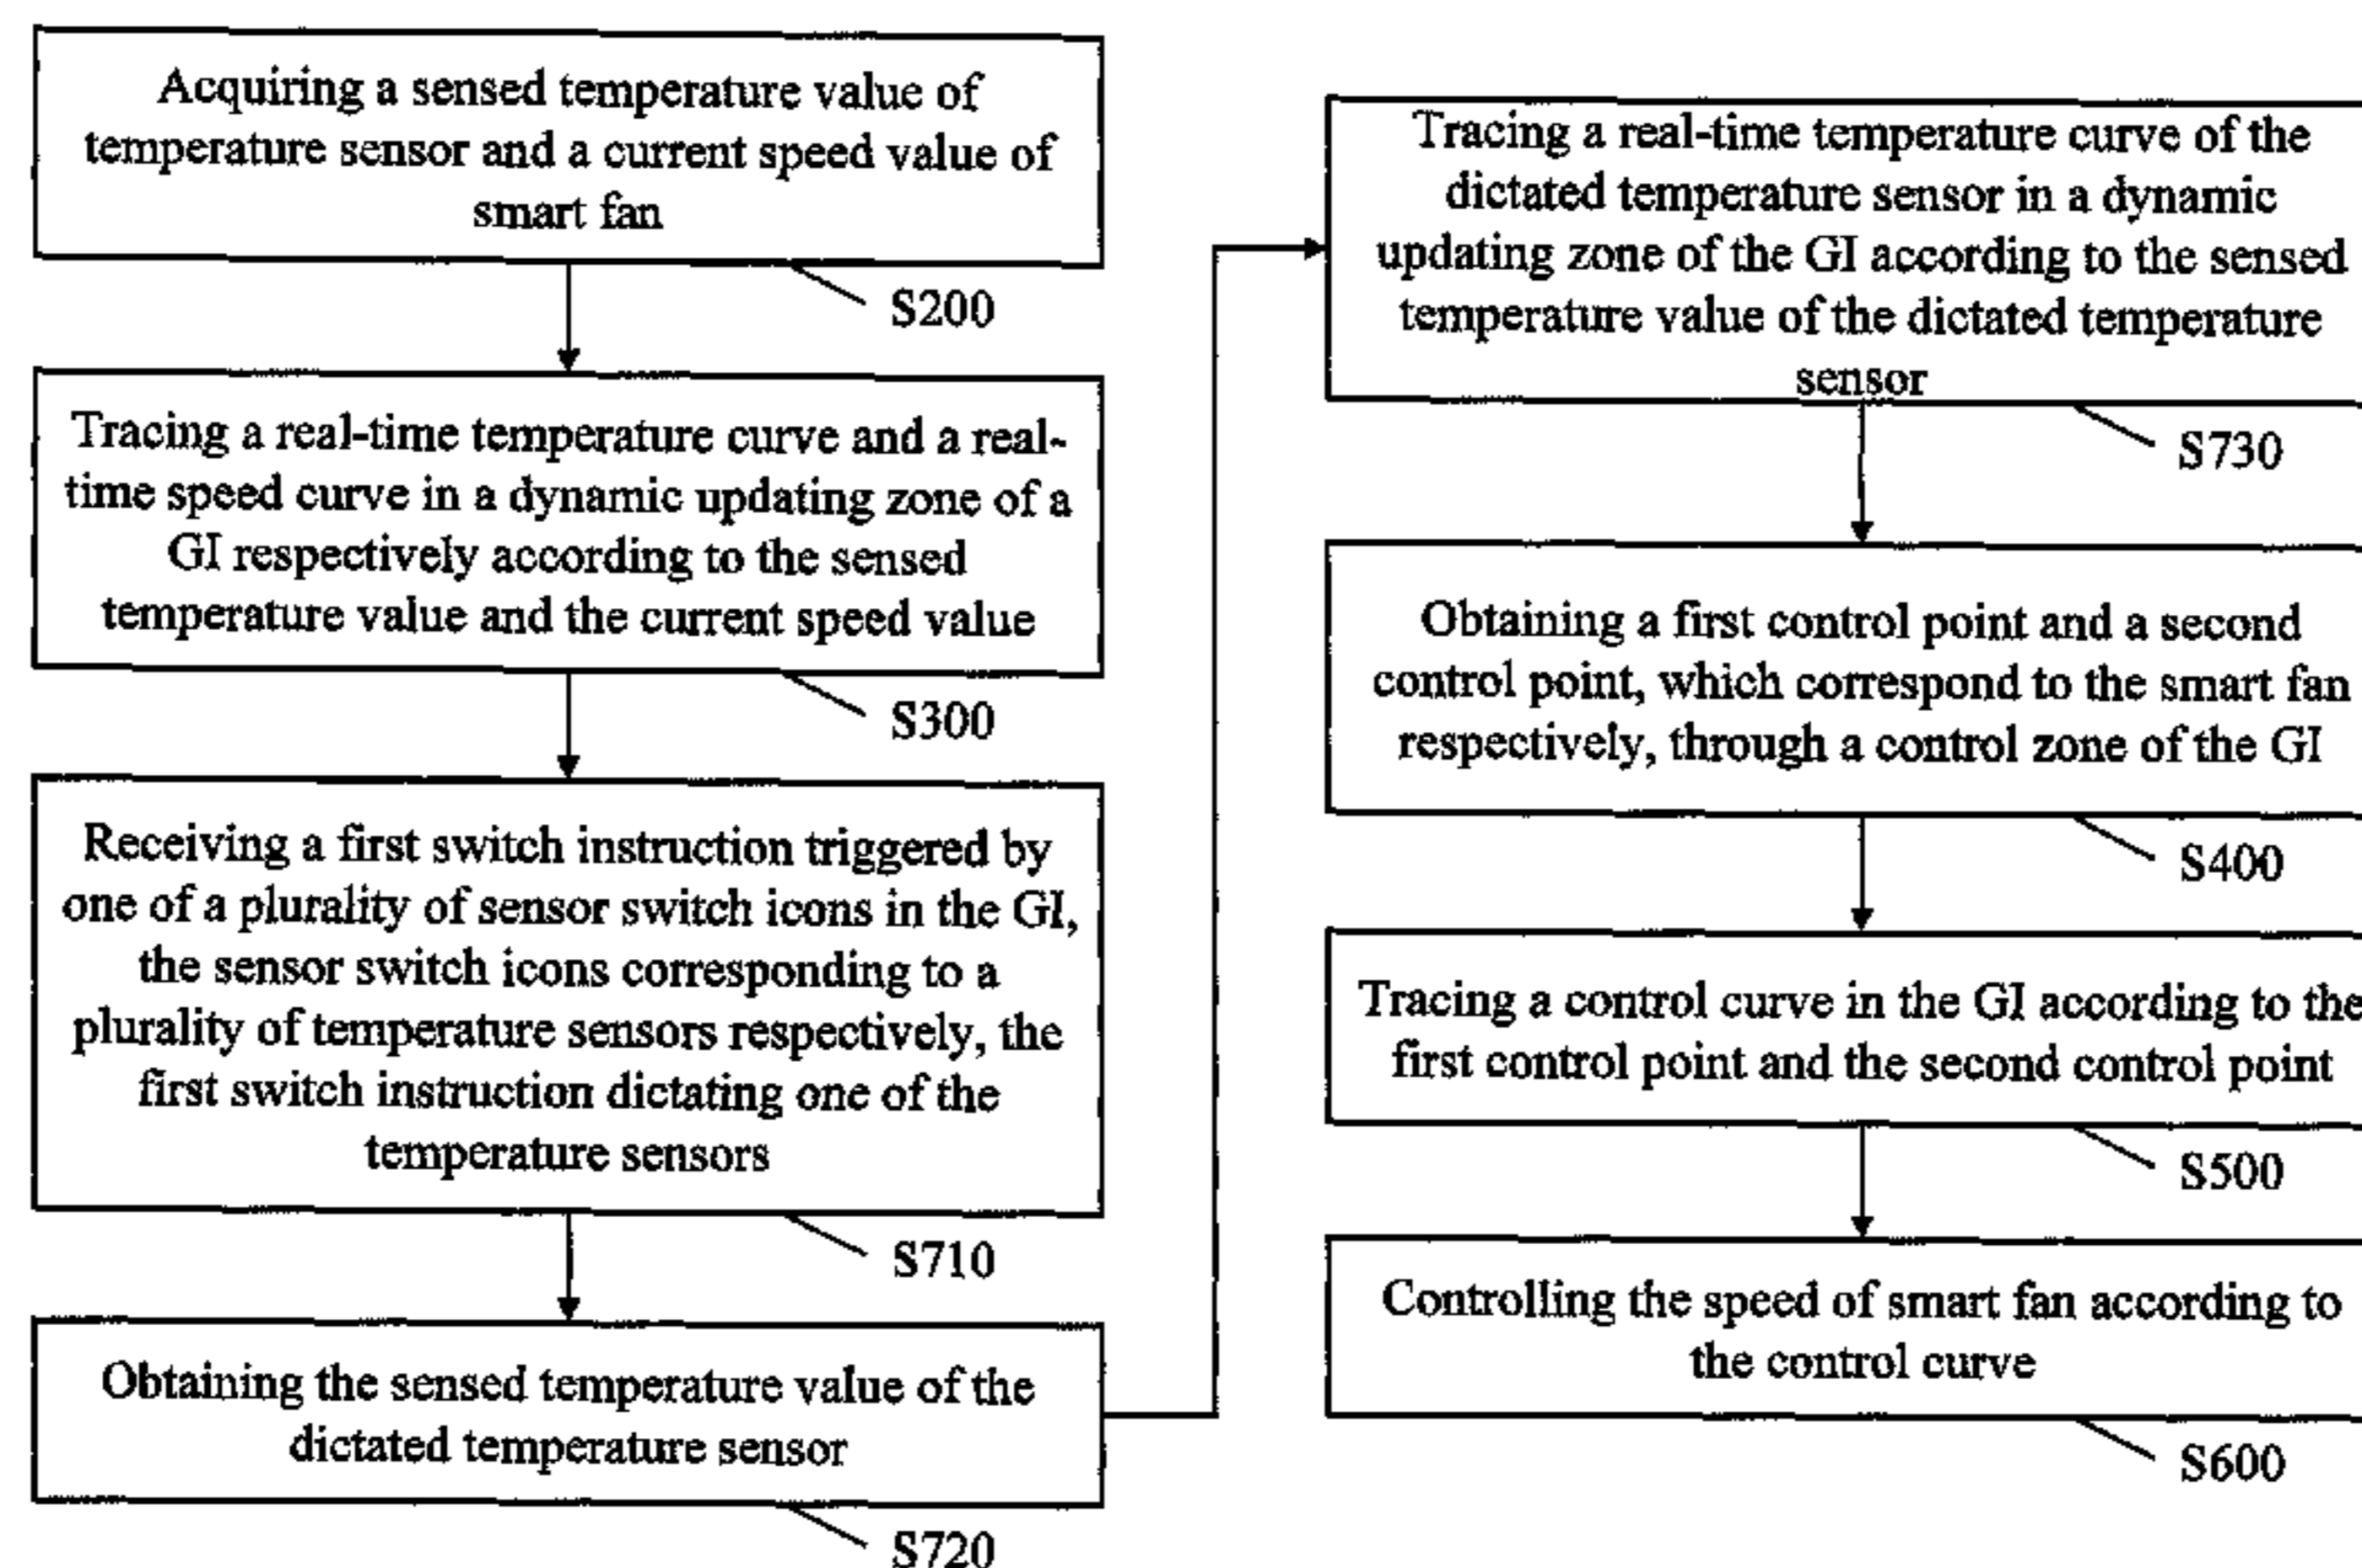 Acquiring a sensed temperature value of
temperature sensor and a current speed value of
smart fan
S200
Tracing a real-time temperature curve and a real-
time speed curve in a dynamic updating zone of a
GI respectively according to the sensed
temperature value and the current speed value
S300
Receiving a first switch instruction triggered by
one of a plurality of sensor switch icons in the GI,
the sensor switch icons corresponding to a
plurality of temperature sensors respectively, the
first switch instruction dictating one of the
temperature sensors
S710
Obtaining the sensed temperature value of the
dictated temperature sensor
S720
Tracing a real-time temperature curve of the
dictated temperature sensor in a dynamic
updating zone of the GI according to the sensed
temperature value of the dictated temperature
sensor
S730
Obtaining a first control point and a second
control point, which correspond to the smart fan
respectively, through a control zone of the GI
S400
Tracing a control curve in the GI according to the
first control point and the second control point
S500
Controlling the speed of smart fan according to
the control curve
S600